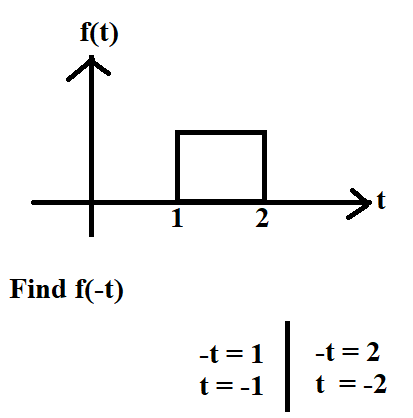 f(t)
t
1 2
Find f(-t)
-t = 1 -t = 2
t = -1 t = -2